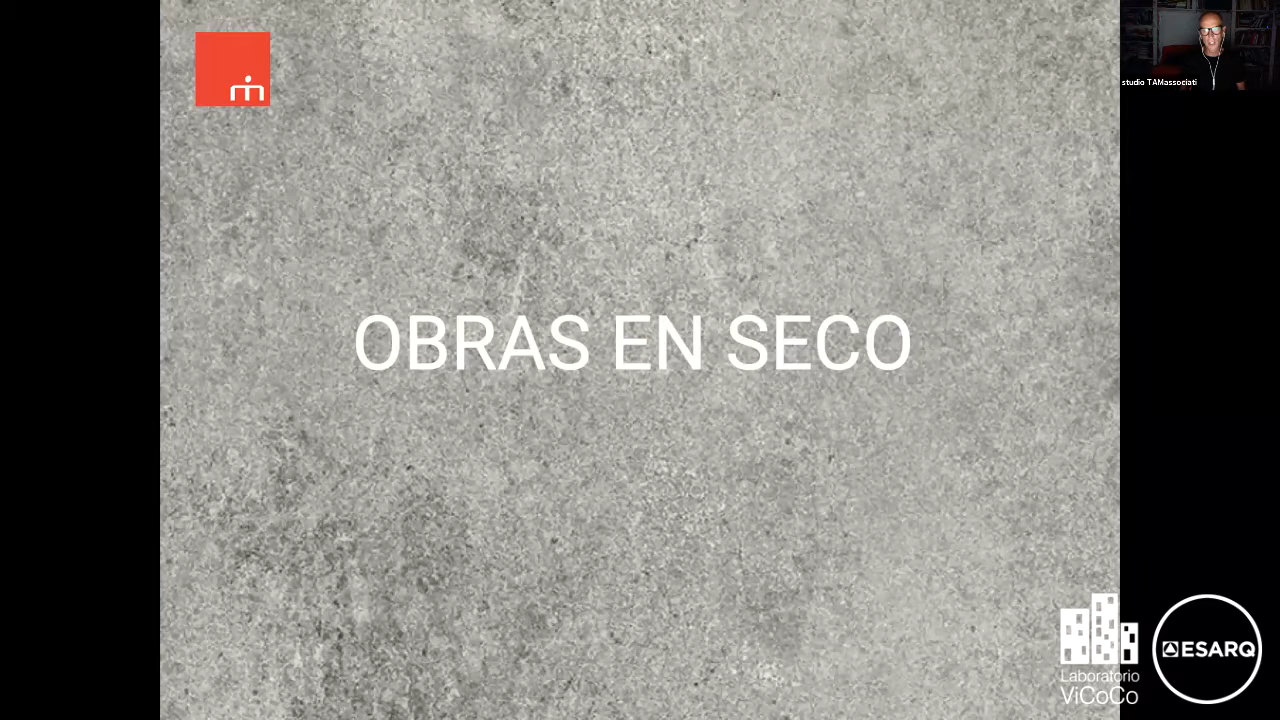 studio TAMassociati
OBRAS EN SECO
Laboratorio
ViCoCo
ESARQ